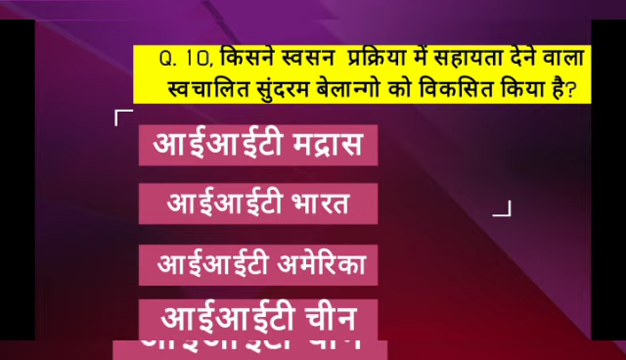 Q. 10, किसने स्वसन प्रक्रिया में सहायता देने वाला
स्वचालित सुंदरम बेलान्गो को विकसित किया है?
आईआईटी मद्रास
आईआईटी भारत
आईआईटी अमेरिका
आईआईटी चीन